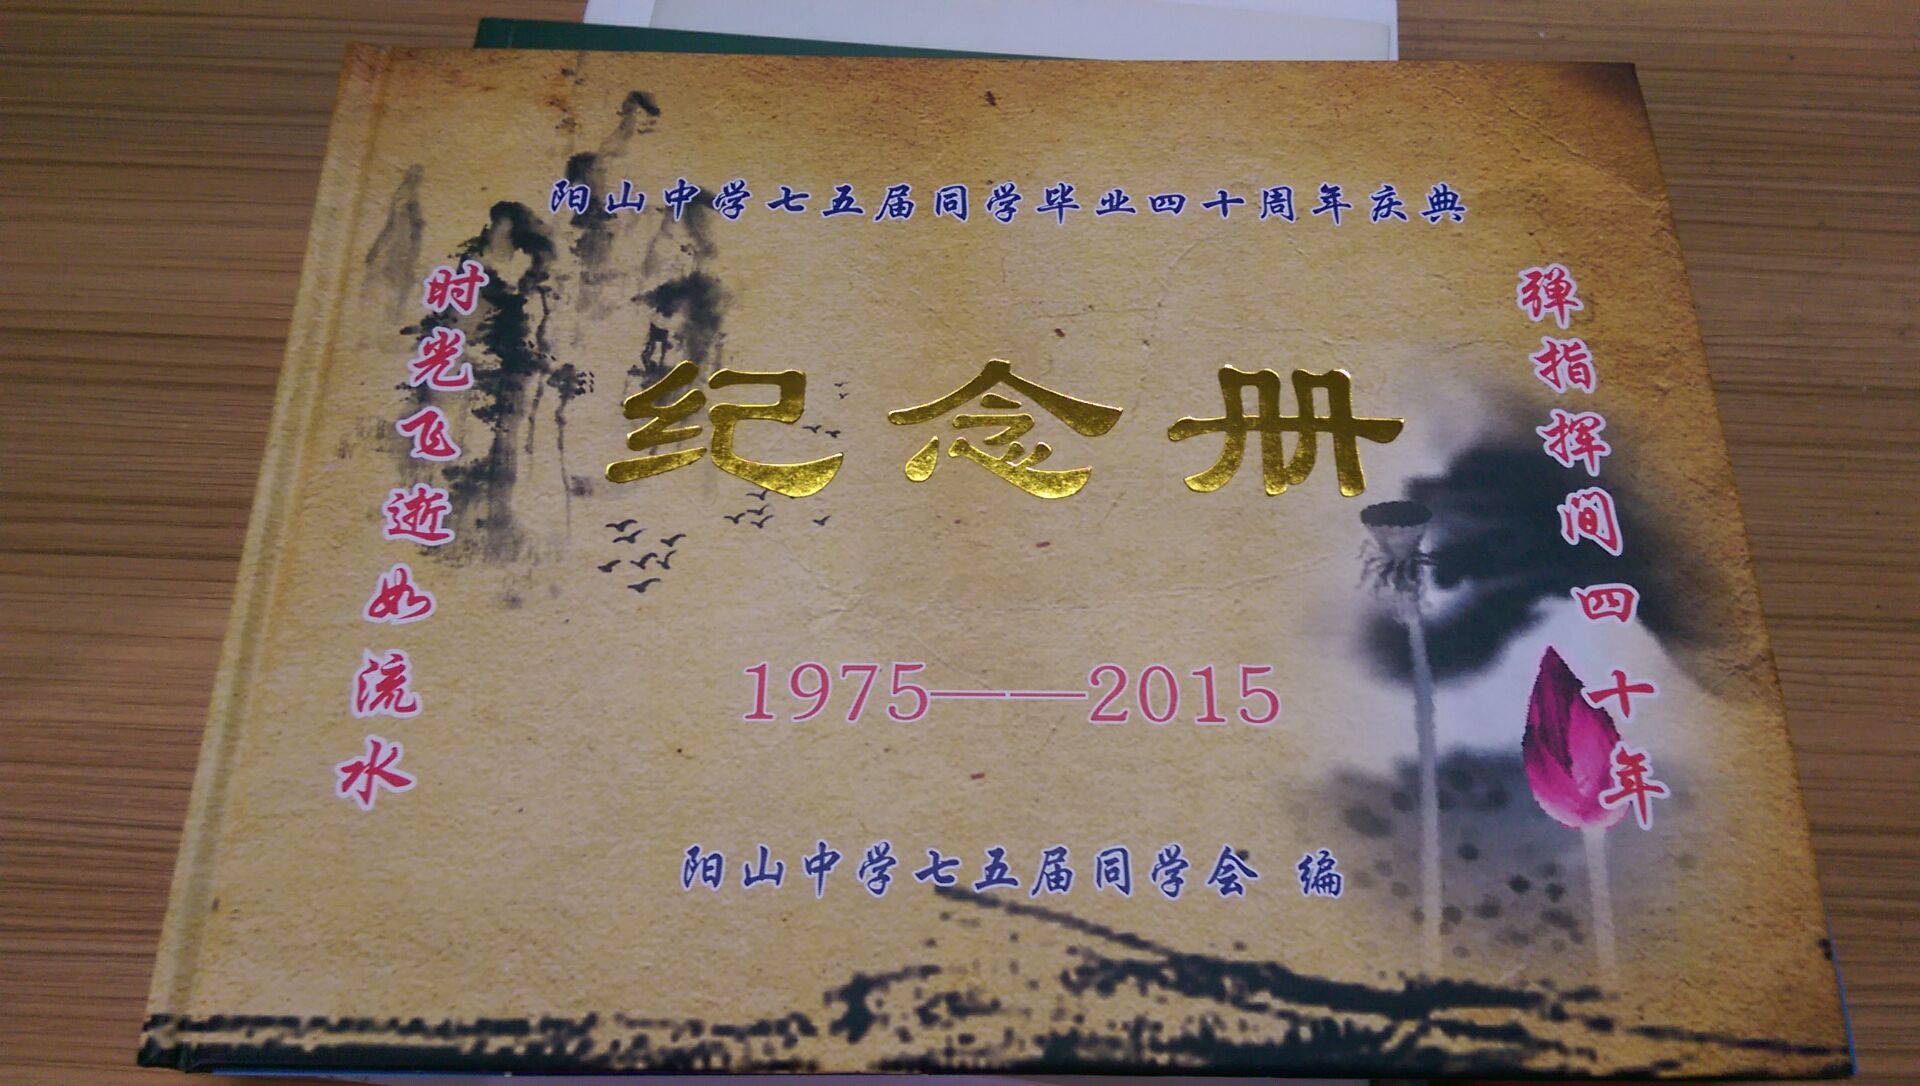 阳山中学七五届同学毕业四十周年庆典
时光飞逝如流水
弹指挥间四十年
纪念册
1975——2015
阳山中学七五届同学会 编